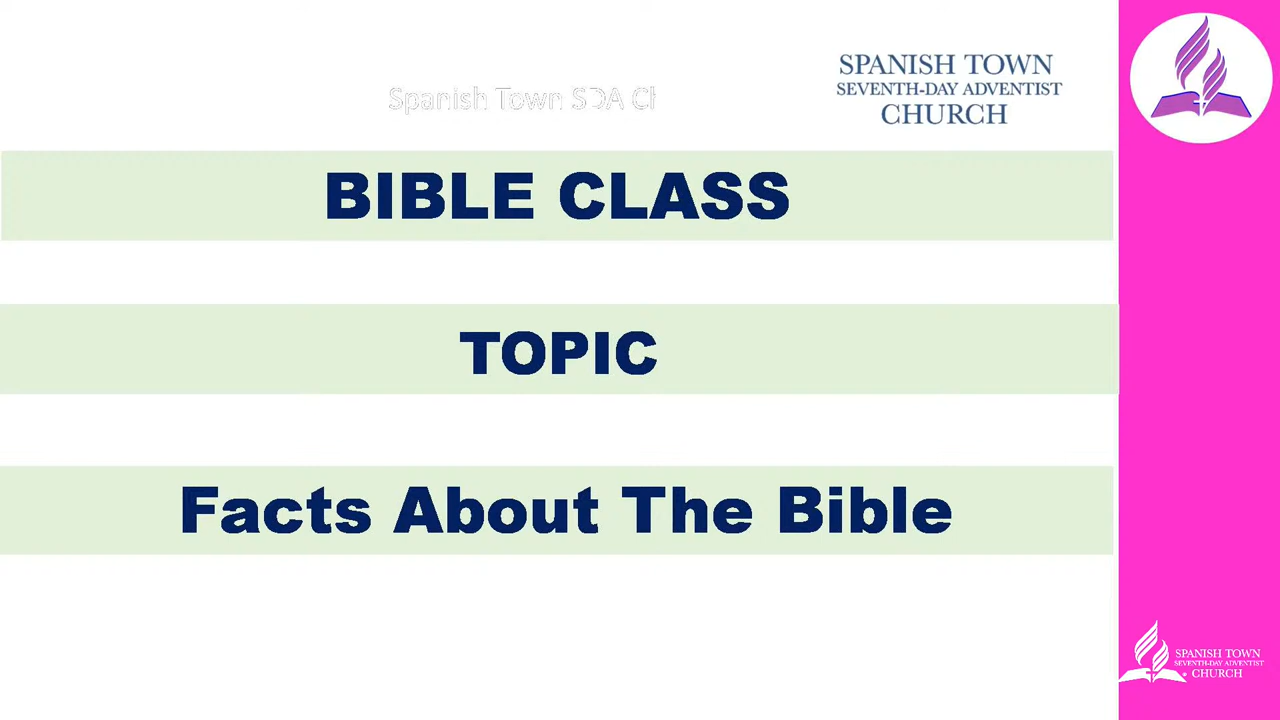 SPANISH TOWN
SEVENTH-DAY ADVENTIST
CHURCH
Spanish Town SDA
BIBLE CLASS
TOPIC
Facts About The Bible
SPANISH TOWN
SEVENTH-DAY ADVENTIST
CHURCH